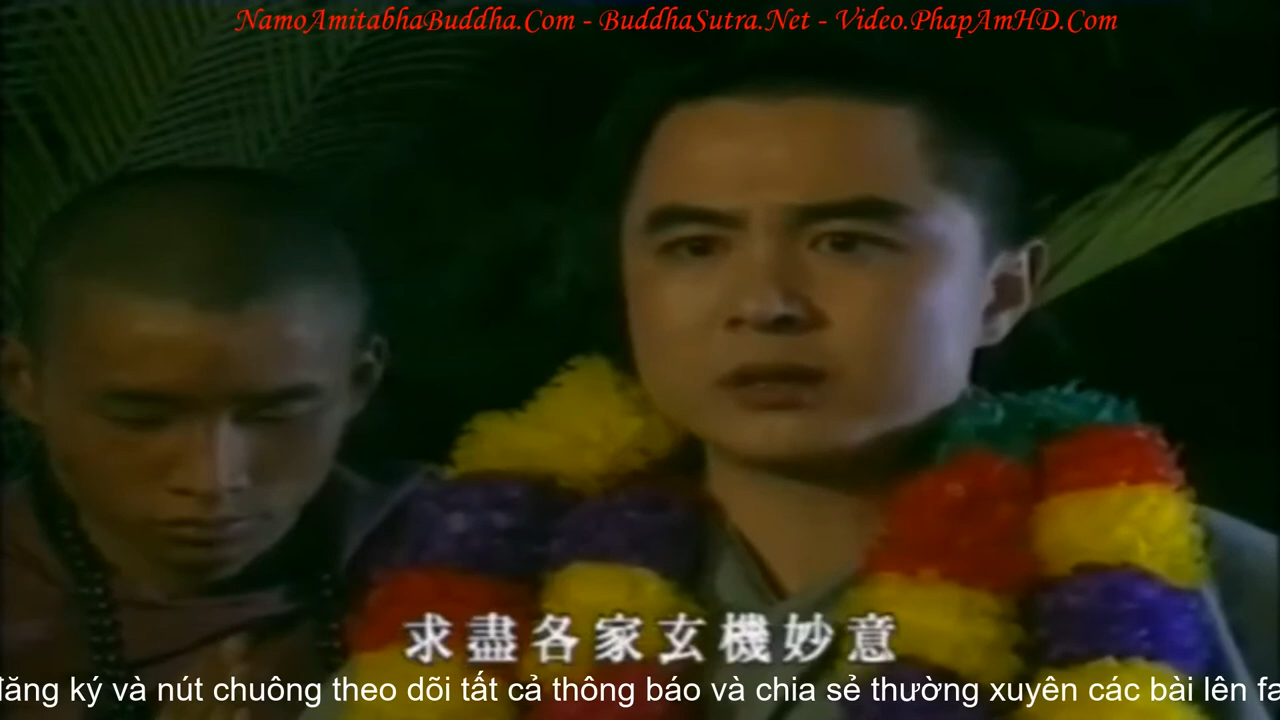 NamoAmitabhaBuddha.Com - BuddhaSutra.Net - Video.PhapAmHD.Com
求盡各家玄機妙意
đăng ký và nút chuông theo dõi tất cả thông báo và chia sẻ thường xuyên các bài lên fa